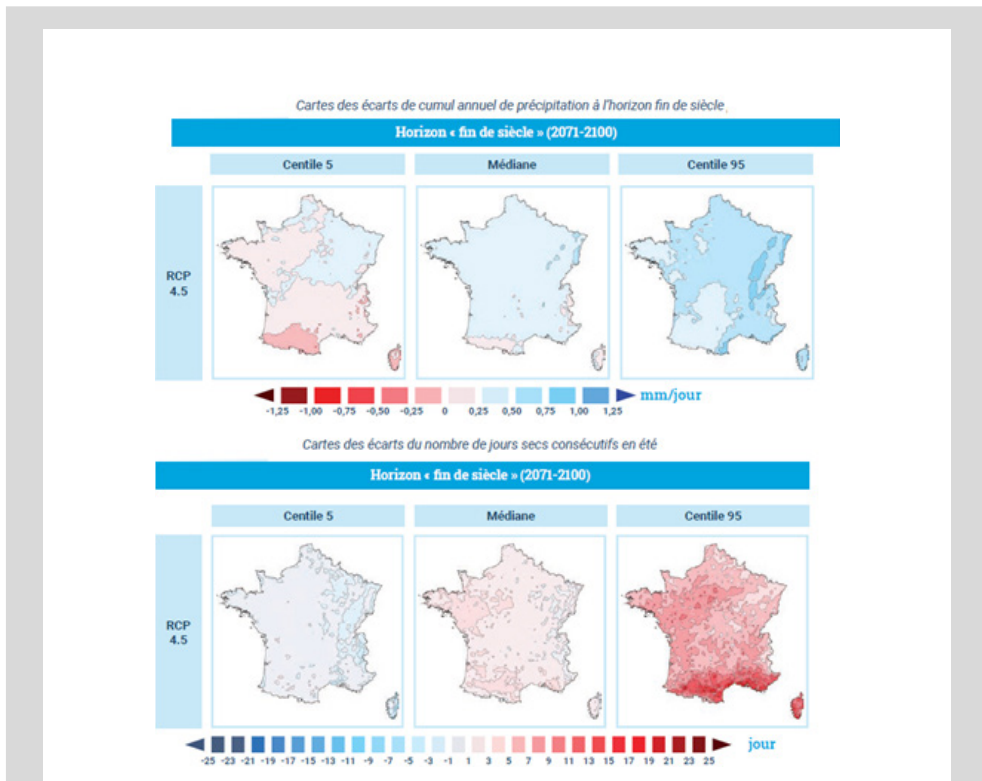 Cartes des écarts de cumul annuel de précipitation à l'horizon fin de siècle
Horizon « fin de siècle » (2071-2100)
Centile 5 Médiane Centile 95
RCP
4.5
-1,25 -1,00 -0,75 -0,50 -0,25 0 0,25 0,50 0,75 1,00 1,25 mm/jour
Cartes des écarts du nombre de jours secs consécutifs en été
Horizon « fin de siècle » (2071-2100)
Centile 5 Médiane Centile 95
RCP
4.5
-25 -23 -21 -19 -17 -15 -13 -11 -9 -7 -5 -3 -1 1 3 5 7 9 11 13 15 17 19 21 23 25 jour